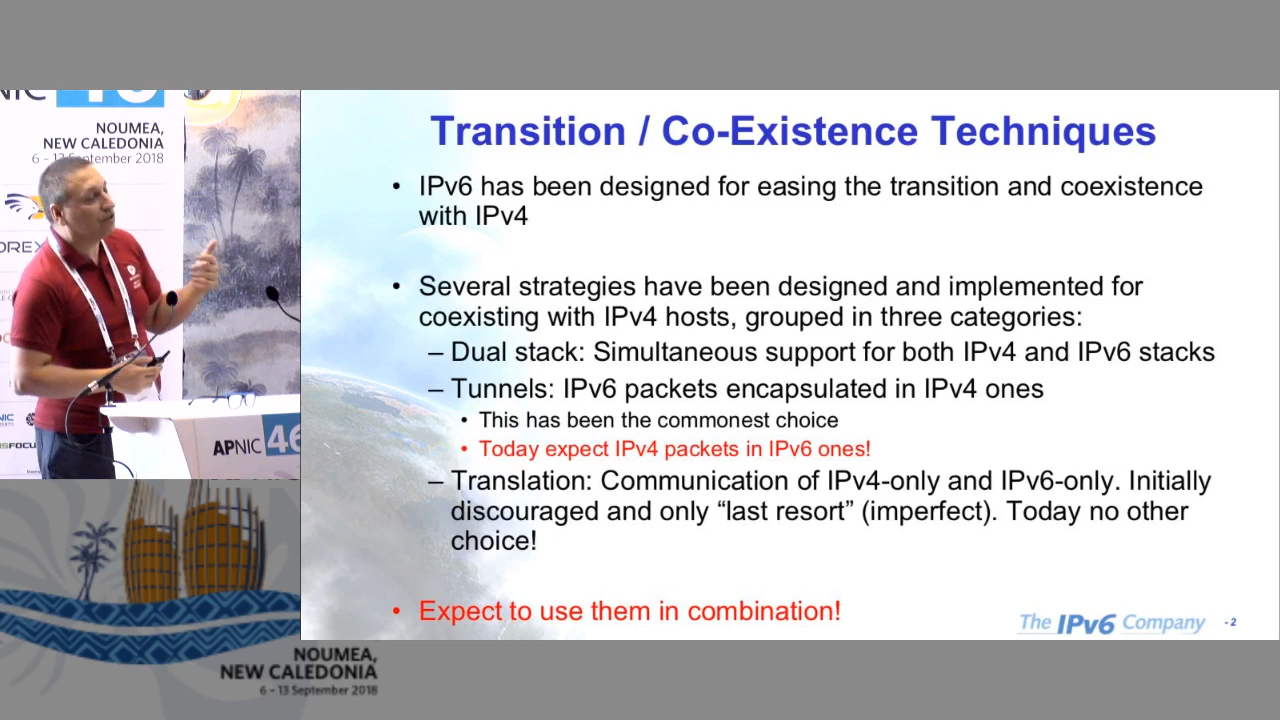 NOUMEA,
NEW CALEDONIA
6 – 13 September 2018
APNIC 46
Transition / Co-Existence Techniques
• IPv6 has been designed for easing the transition and coexistence
with IPv4
• Several strategies have been designed and implemented for
coexisting with IPv4 hosts, grouped in three categories:
– Dual stack: Simultaneous support for both IPv4 and IPv6 stacks
– Tunnels: IPv6 packets encapsulated in IPv4 ones
• This has been the commonest choice
• Today expect IPv4 packets in IPv6 ones!
– Translation: Communication of IPv4-only and IPv6-only. Initially
discouraged and only “last resort” (imperfect). Today no other
choice!
• Expect to use them in combination!
The IPv6 Company
- 2
NOUMEA,
NEW CALEDONIA
6 – 13 September 2018